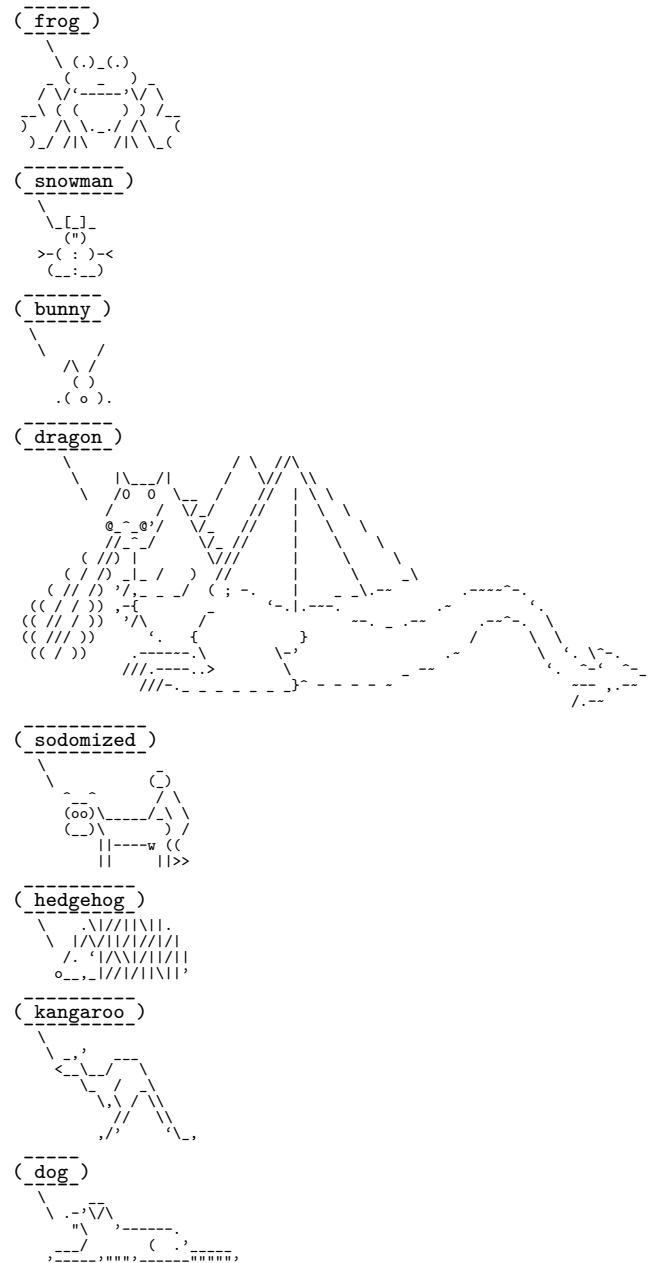 ( frog )
( snowman )
( bunny )
( dragon )
( sodomized )
( hedgehog )
( kangaroo )
( dog )